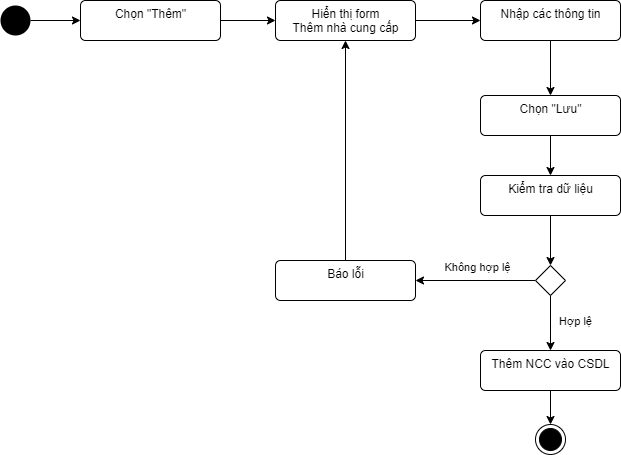 Chọn "Thêm"
Hiển thị form
Thêm nhà cung cấp
Nhập các thông tin
Chọn "Lưu"
Kiểm tra dữ liệu
Không hợp lệ
Báo lỗi
Hợp lệ
Thêm NCC vào CSDL